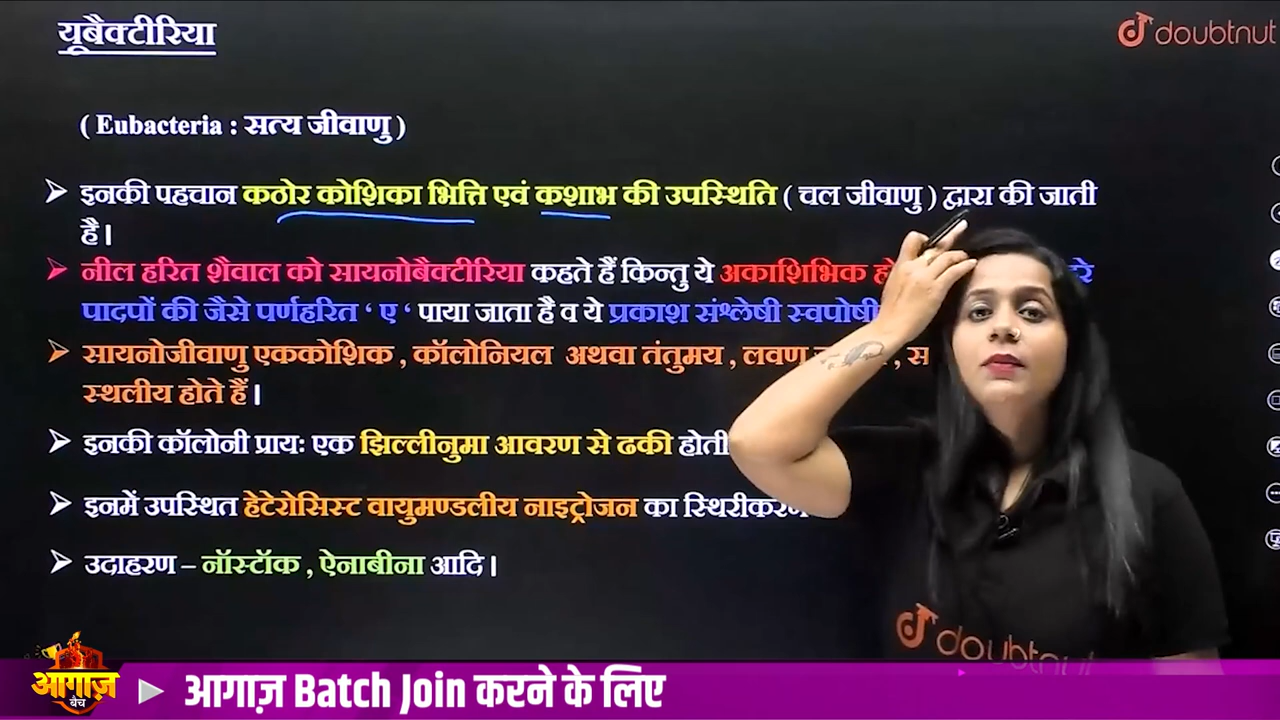 यूबैक्टीरिया
doubtnut
( Eubacteria : सत्य जीवाणु )
इनकी पहचान कठोर कोशिका भित्ति एवं कशाभ की उपस्थिति ( चल जीवाणु ) द्वारा की जाती
है।
नील हरित शैवाल को सायनोबैक्टीरिया कहते हैं किन्तु ये अकाशिभिक
पादपों की जैसे पर्णहरित ‘ ए ‘ पाया जाता है व ये प्रकाश संश्लेषी स्वपोषी
सायनोजीवाणु एककोशिक , कॉलोनियल अथवा तंतुमय , लवण
स्थलीय होते हैं।
इनकी कॉलोनी प्रायः एक झिल्लीनुमा आवरण से ढकी होती
इनमें उपस्थित हेटेरोसिस्ट वायुमण्डलीय नाइट्रोजन का स्थिरीकरण
उदाहरण – नॉस्टॉक , ऐनाबीना आदि।
doubtnut
आगाज़
बैच
आगाज़ Batch Join करने के लिए